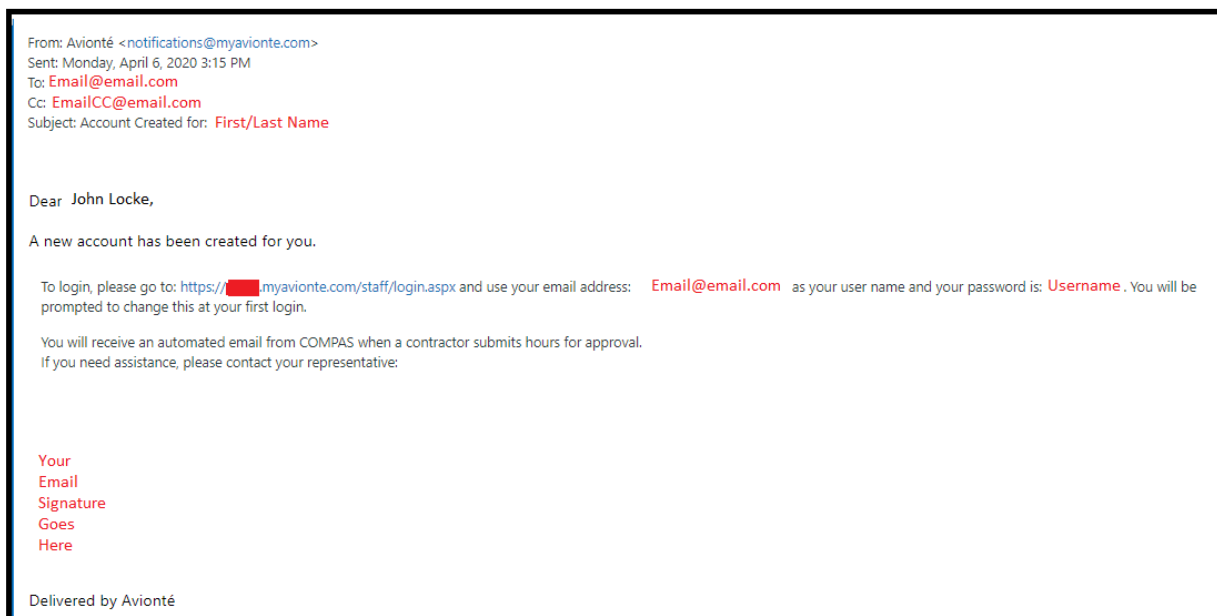 From: Avionté <notifications@myavionte.com>
Sent: Monday, April 6, 2020 3:15 PM
To: Email@email.com
Cc: EmailCC@email.com
Subject: Account Created for: First/Last Name
Dear John Locke,
A new account has been created for you.
To login, please go to: https://.myavionte.com/staff/login.aspx and use your email address: Email@email.com as your user name and your password is: Username. You will be
prompted to change this at your first login.
You will receive an automated email from COMPAS when a contractor submits hours for approval.
If you need assistance, please contact your representative:
Your
Email
Signature
Goes
Here
Delivered by Avionté